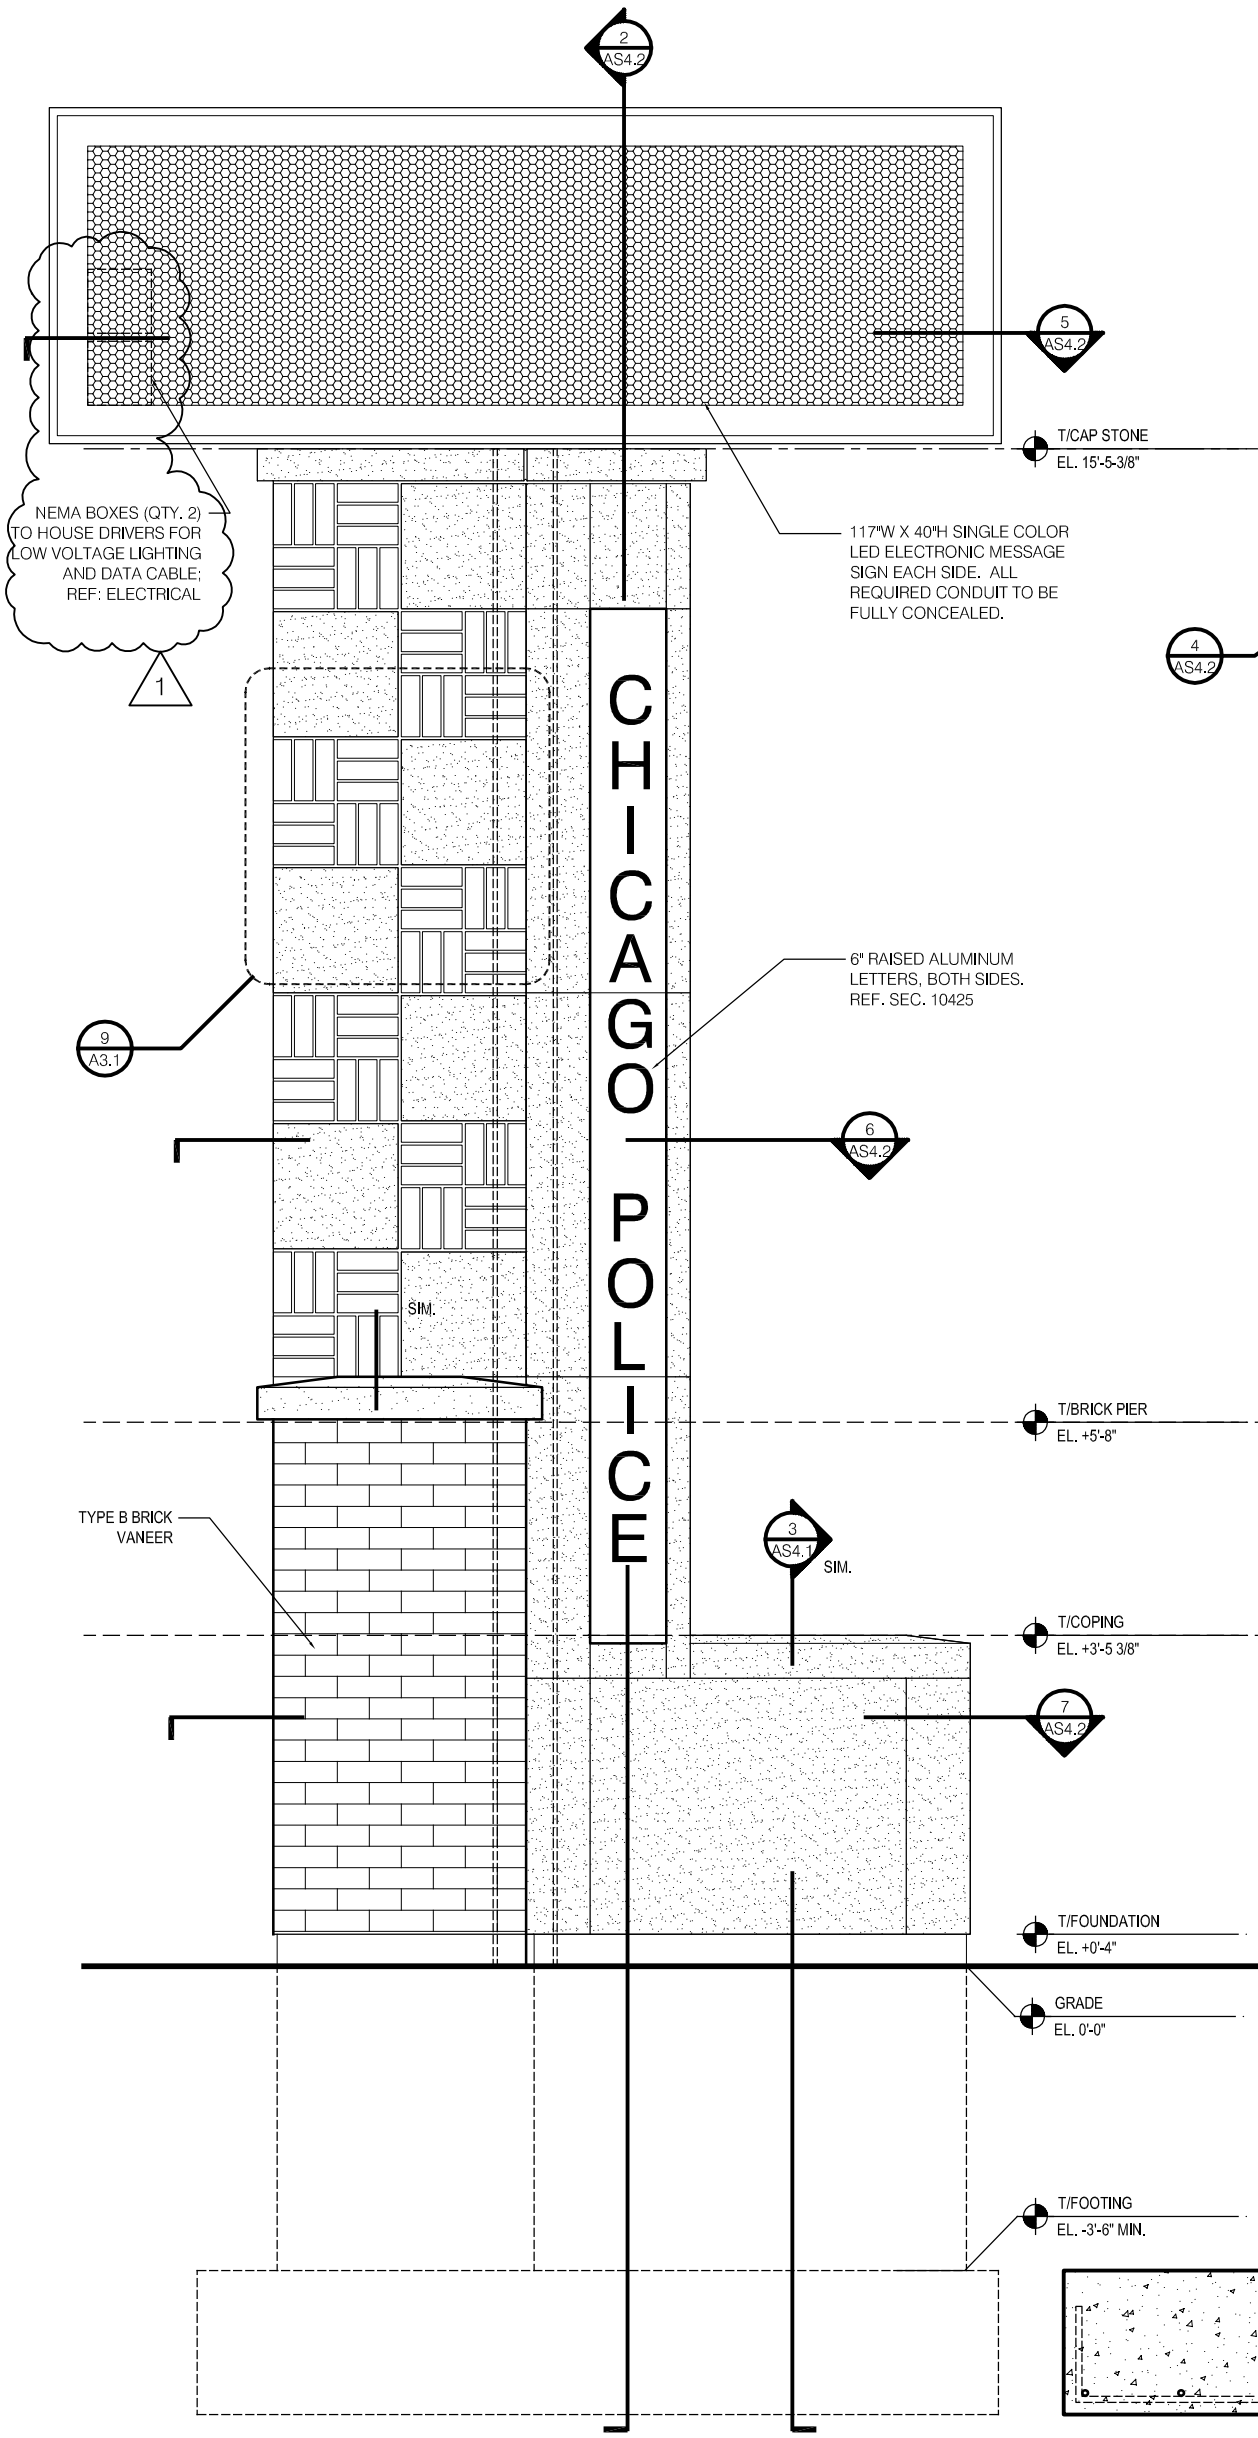 2
AS4.2
5
AS4.2
T/CAP STONE
EL. 15'-5-3/8"
NEMA BOXES (QTY. 2)
TO HOUSE DRIVERS FOR
LOW VOLTAGE LIGHTING
AND DATA CABLE;
REF: ELECTRICAL
1
117"W X 40"H SINGLE COLOR
LED ELECTRONIC MESSAGE
SIGN EACH SIDE. ALL
REQUIRED CONDUIT TO BE
FULLY CONCEALED.
4
AS4.2
CHICAGO POLICE
6" RAISED ALUMINUM
LETTERS, BOTH SIDES.
REF. SEC. 10425
9
A3.1
6
AS4.2
SIM.
T/BRICK PIER
EL. +5'-8"
TYPE B BRICK
VANEER
3
AS4.1
SIM.
T/COPING
EL. +3'-5 3/8"
7
AS4.2
T/FOUNDATION
EL. +0'-4"
GRADE
EL. 0'-0"
T/FOOTING
EL. -3'-6" MIN.